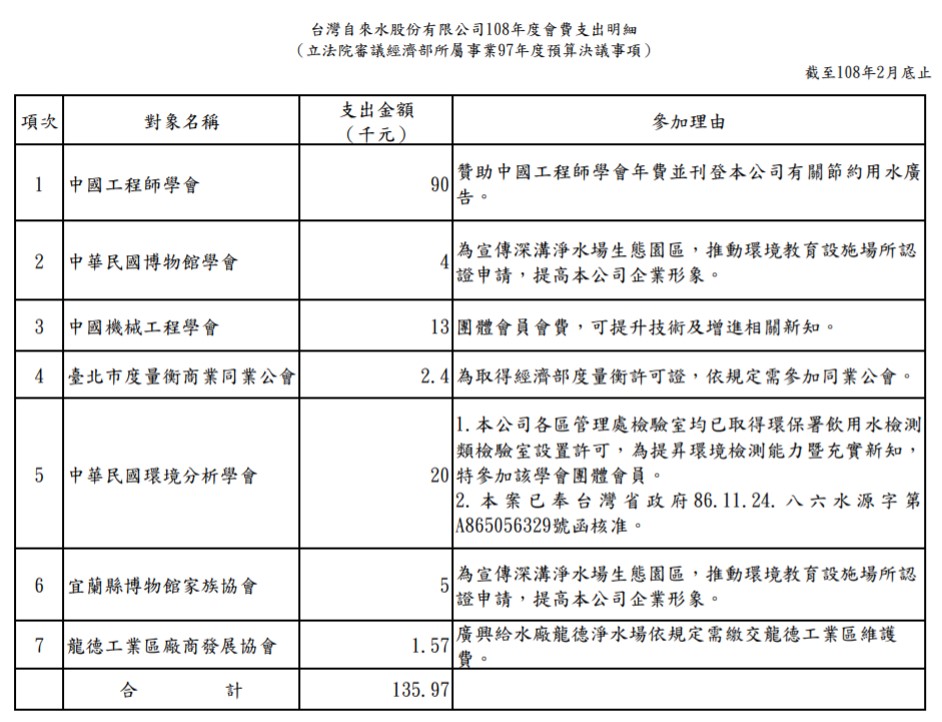 台灣自來水股份有限公司108年度會費支出明細
（立法院審議經濟部所屬事業97年度預算決議事項）
截至108年2月底止
項次 對象名稱 支出金額（千元） 參加理由
1 中國工程師學會 90 贊助中國工程師學會年費並刊登本公司有關節約用水廣
告。
2 中華民國博物館學會 4 為宣傳深溝淨水場生態園區，推動環境教育設施場所認
證申請，提高本公司企業形象。
3 中國機械工程學會 13 團體會員會費，可提升技術及增進相關新知。
4 臺北市度量衡商業同業公會 2.4 為取得經濟部度量衡許可證，依規定需參加同業公會。
5 中華民國環境分析學會 20 1.本公司各區管理處檢驗室均已取得環保署飲用水檢測
類檢驗室設置許可，為提昇環境檢測能力暨充實新知，
特參加該學會團體會員。
2.本案已奉台灣省政府86.11.24.八六水源字第
A865056329號函核准。
6 宜蘭縣博物館家族協會 5 為宣傳深溝淨水場生態園區，推動環境教育設施場所認
證申請，提高本公司企業形象。
7 龍德工業區廠商發展協會 1.57 廣興給水廠龍德淨水場依規定需繳交龍德工業區維護
費。
合 計 135.97